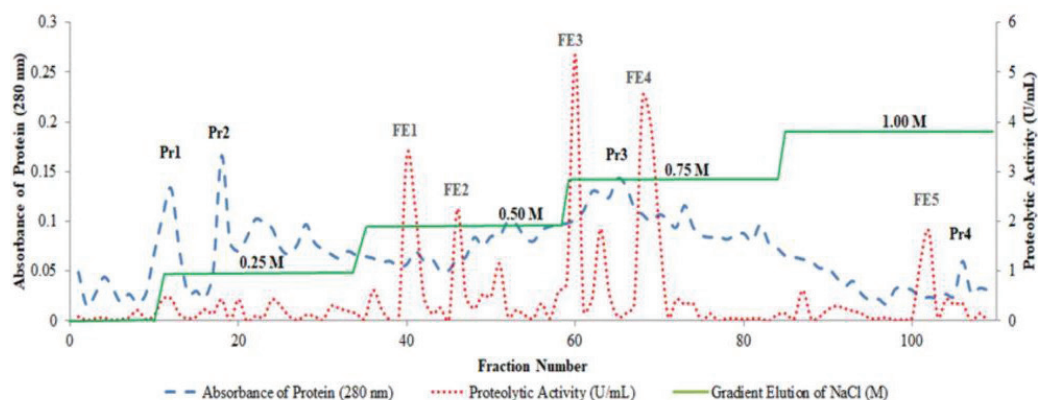 Absorbance of Protein (280 nm)
0.3
0.25
0.2
0.15
0.1
0.05
0
Pr1
Pr2
FE1
FE2
FE3
FE4
Pr3
FE5
Pr4
0.25 M
0.50 M
0.75 M
1.00 M
6
5
4
3
2
1
0
Proteolytic Activity (U/mL)
0 20 40 60 80 100
Fraction Number
Absorbance of Protein (280 nm) Proteolytic Activity (U/mL) Gradient Elution of NaCl (M)